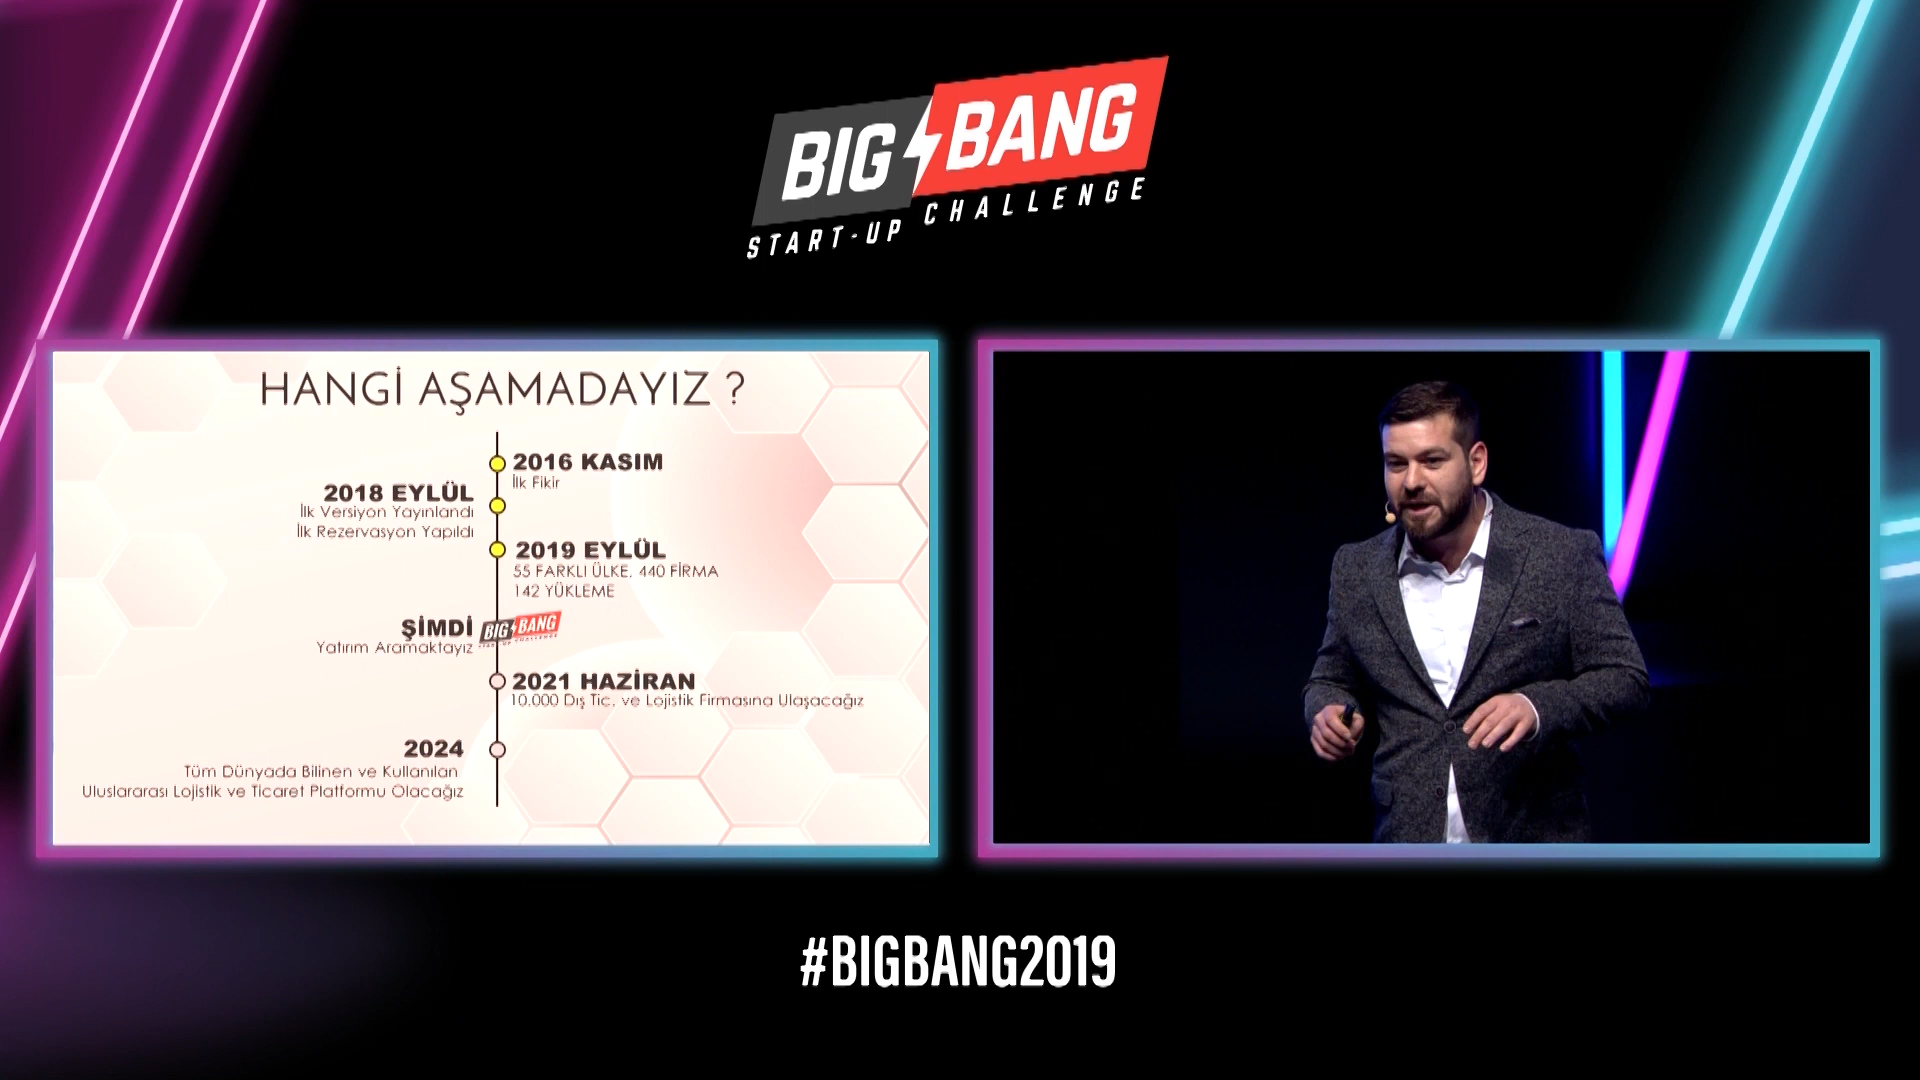 BIG BANG
START-UP CHALLENGE
HANGİ AŞAMADAYIZ ?
2016 KASIM
İlk Fikir
2018 EYLÜL
İlk Versiyon Yayınlandı
İlk Rezervasyon Yapıldı
2019 EYLÜL
55 FARKLI ÜLKE, 440 FİRMA
142 YÜKLEME
ŞİMDİ
Yatırım Aramaktayız
BIG BANG
START-UP CHALLENGE
2021 HAZİRAN
10.000 Dış Tic. ve Lojistik Firmasına Ulaşacağız
2024
Tüm Dünyada Bilinen ve Kullanılan
Uluslararası Lojistik ve Ticaret Platformu Olacağız
#BIGBANG2019